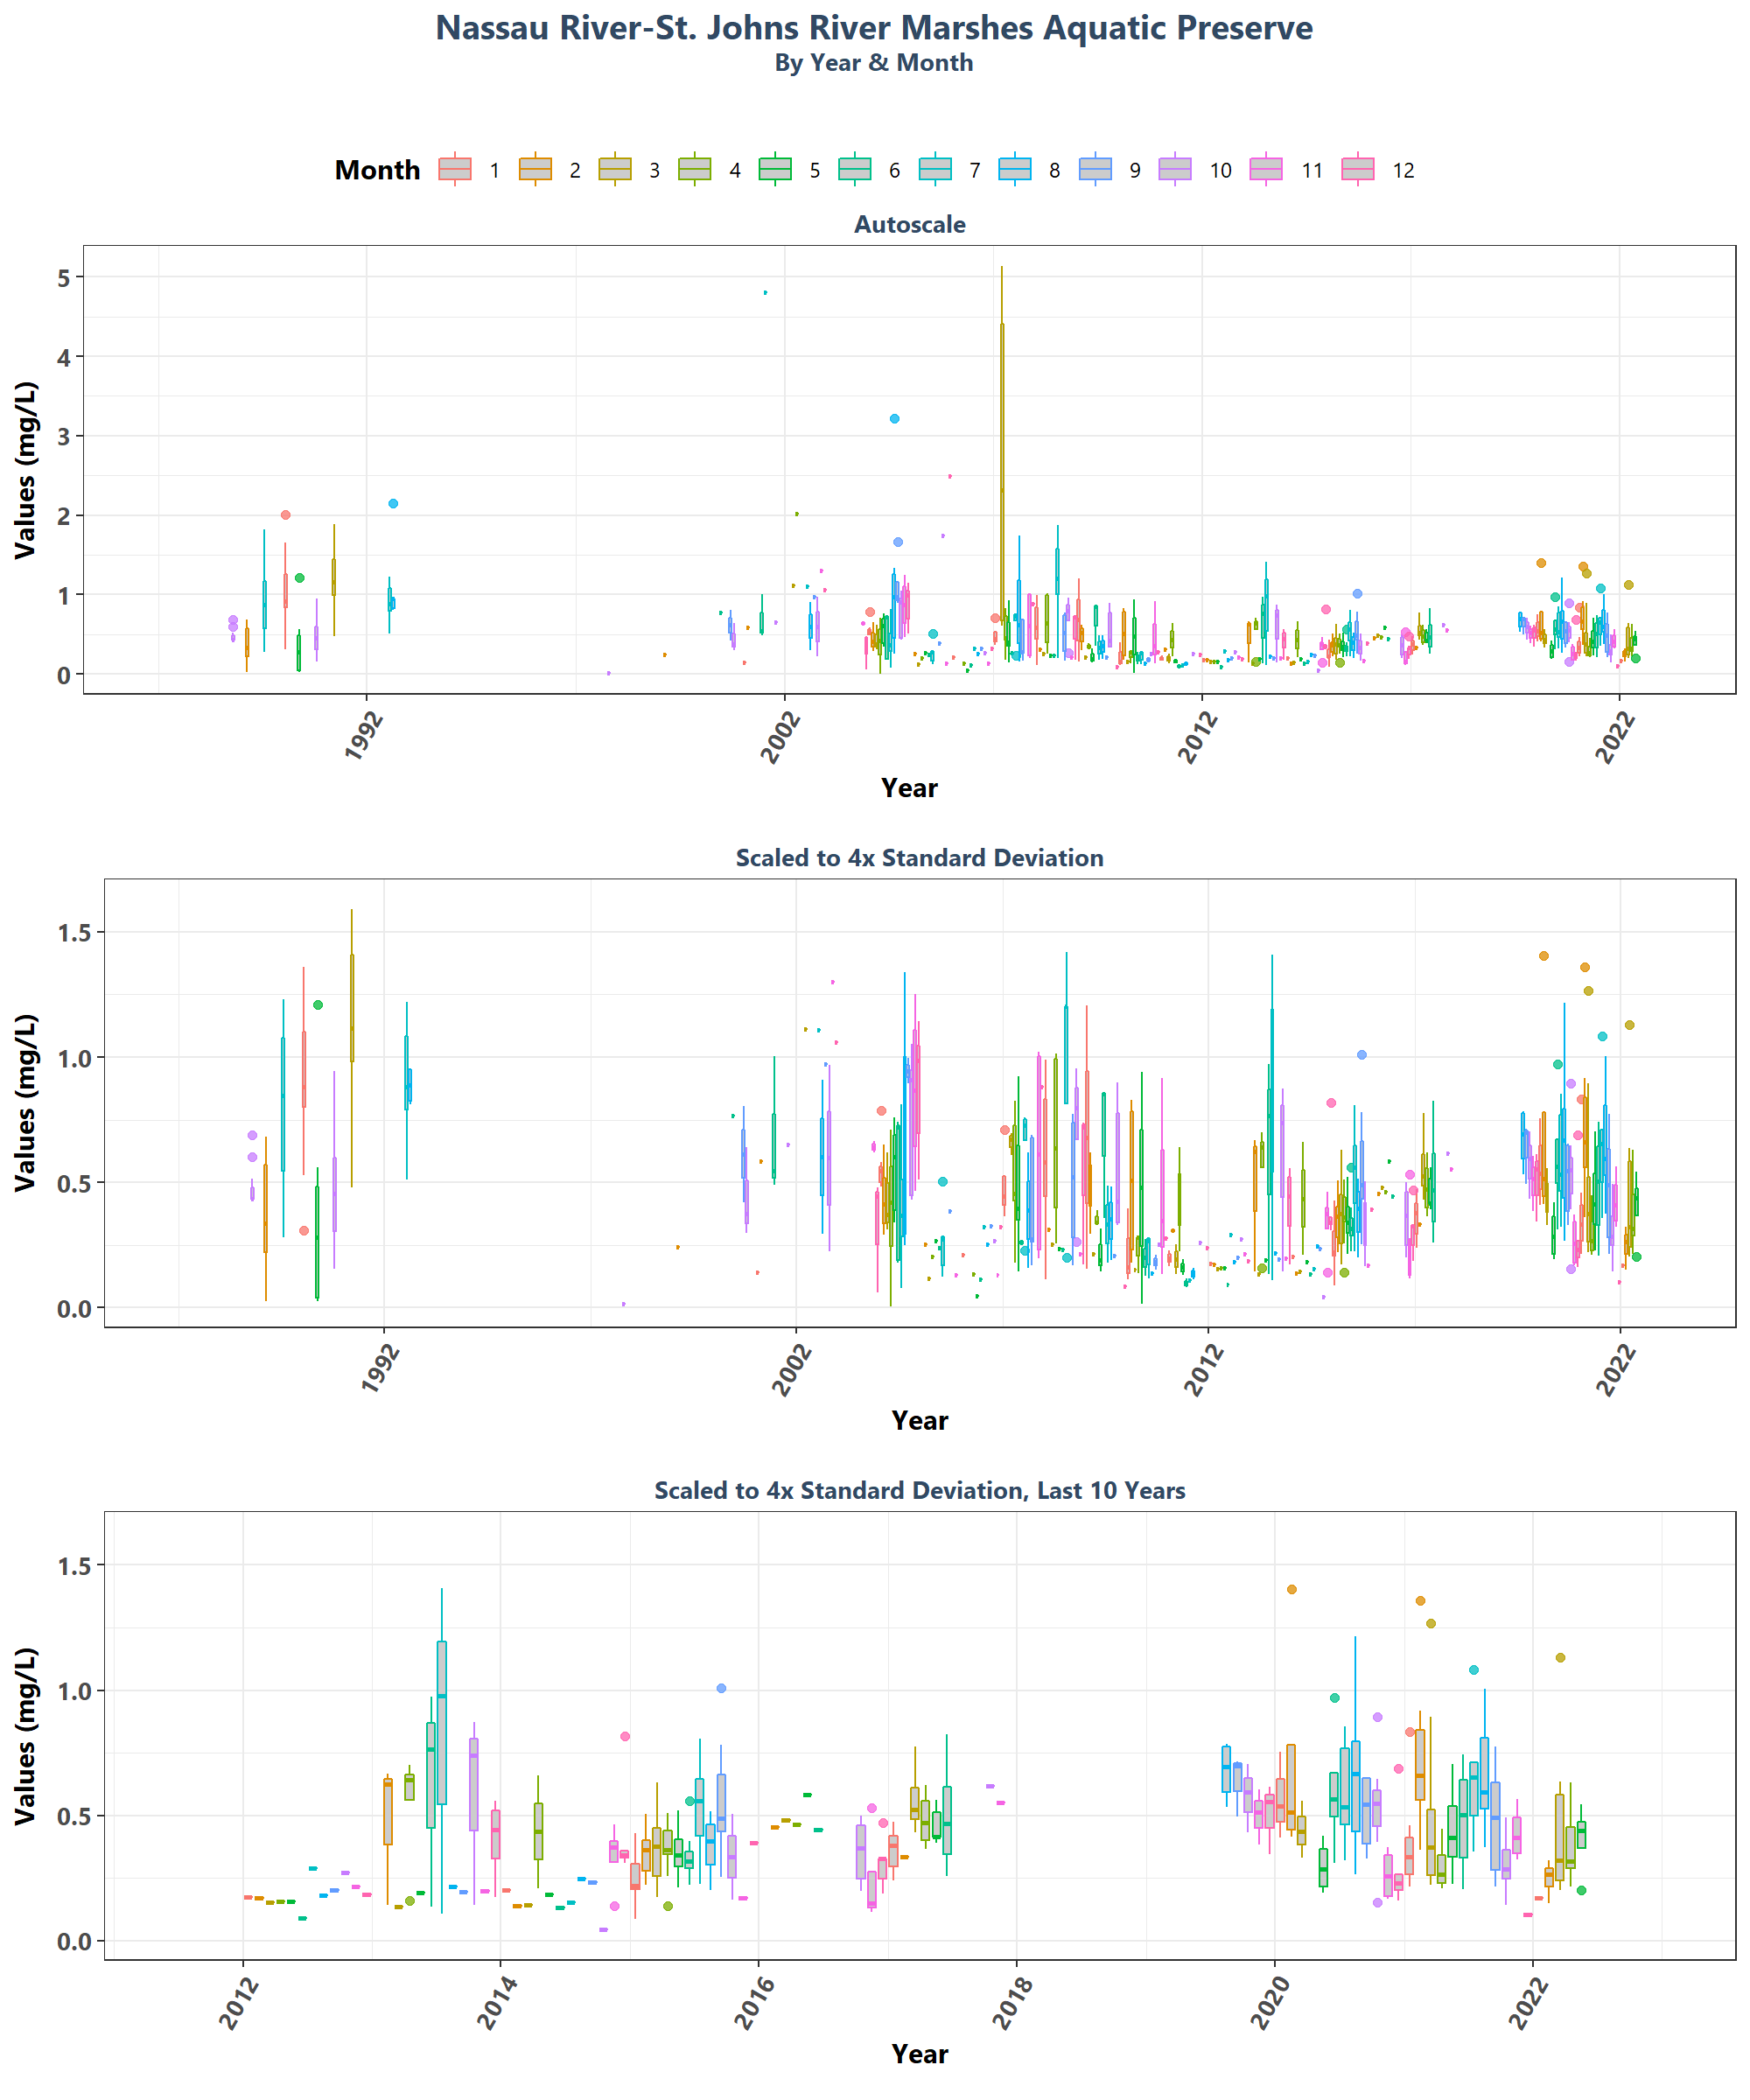 Nassau River-St. Johns River Marshes Aquatic Preserve
By Year & Month
Month 1 2 3 4 5 6 7 8 9 10 11 12
Autoscale
Values (mg/L)
5
4
3
2
1
0
1992 2002 2012 2022
Year
Scaled to 4x Standard Deviation
Values (mg/L)
1.5
1.0
0.5
0.0
1992 2002 2012 2022
Year
Scaled to 4x Standard Deviation, Last 10 Years
Values (mg/L)
1.5
1.0
0.5
0.0
2012 2014 2016 2018 2020 2022
Year